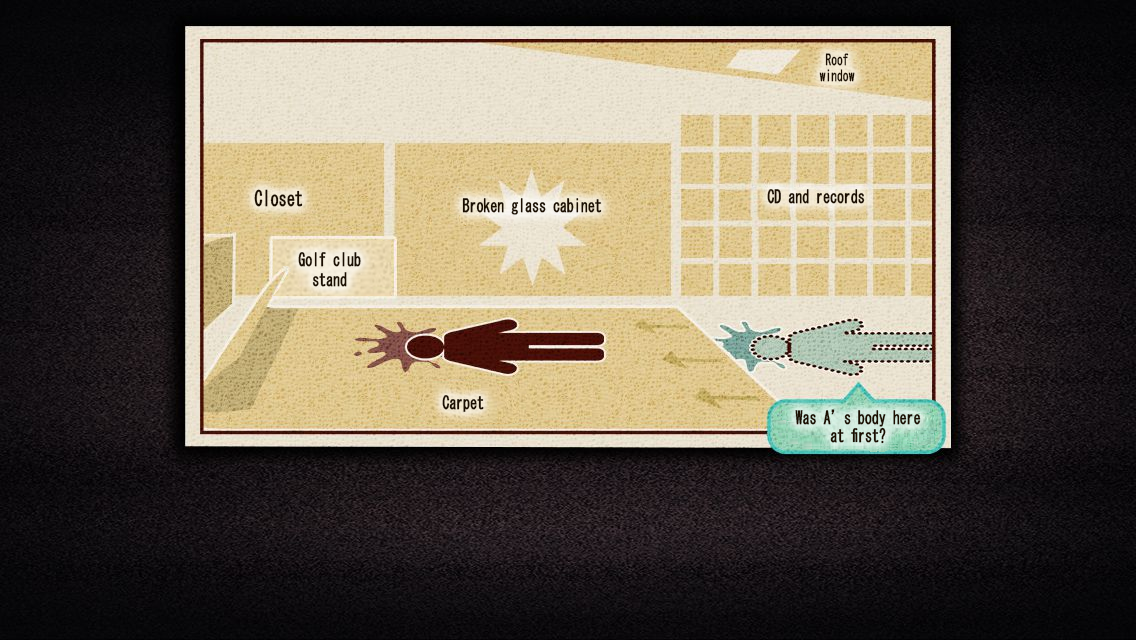 Roof
window
Closet
Broken glass cabinet
CD and records
Golf club
stand
Carpet
Was A's body here
at first?